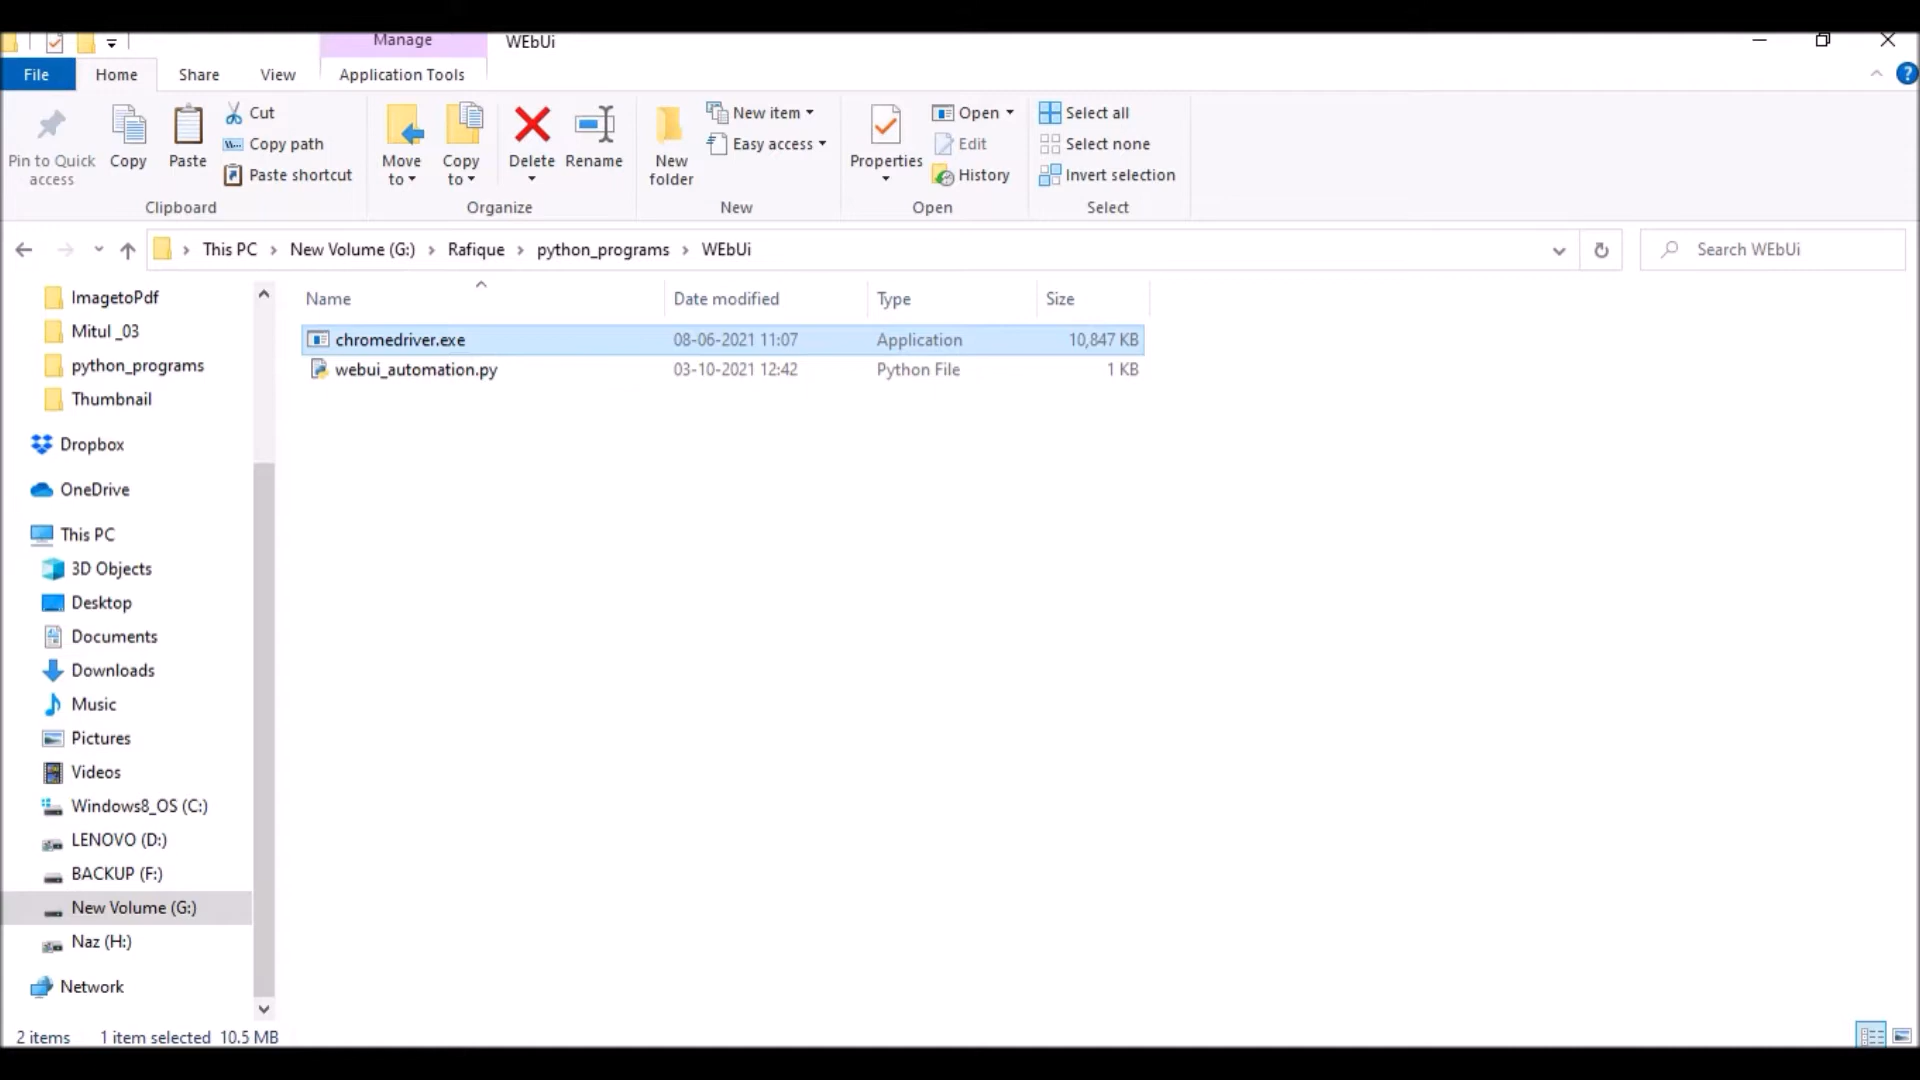 Manage
WEbUi
File
Home
Share
View
Application Tools
?
Pin to Quick
access
Copy
Paste
Cut
Copy path
Paste shortcut
Clipboard
Move
to
Copy
to
Delete
Rename
Organize
New
folder
New item
Easy access
New
Properties
Open
Edit
History
Open
Select all
Select none
Invert selection
Select
This PC > New Volume (G:) > Rafique > python_programs > WEbUi
Search WEbUi
ImagetoPdf
Mitul _03
python_programs
Thumbnail
Dropbox
OneDrive
This PC
3D Objects
Desktop
Documents
Downloads
Music
Pictures
Videos
Windows8_OS (C:)
LENOVO (D:)
BACKUP (F:)
New Volume (G:)
Naz (H:)
Network
Name Date modified Type Size
chromedriver.exe 08-06-2021 11:07 Application 10,847 KB
webui_automation.py 03-10-2021 12:42 Python File 1 KB
2 items 1 item selected 10.5 MB